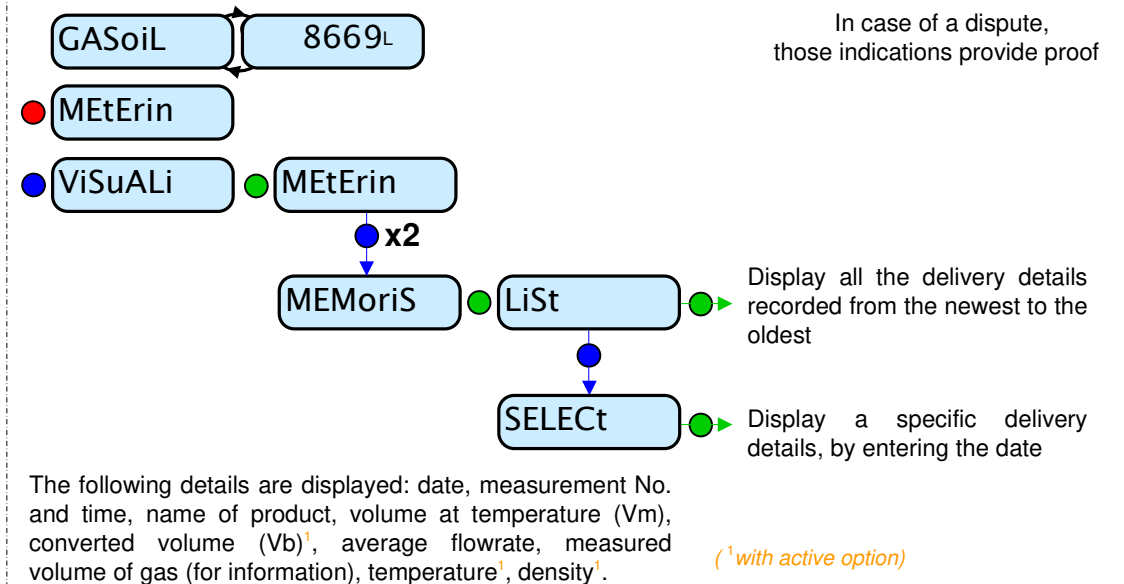 GASoiL 8669L
In case of a dispute,
those indications provide proof
MEtErin
ViSuALi MEtErin
x2
MEMoriS LiSt
Display all the delivery details
recorded from the newest to the
oldest
SELECt
Display a specific delivery
details, by entering the date
The following details are displayed: date, measurement No.
and time, name of product, volume at temperature (Vm),
converted volume (Vb)¹, average flowrate, measured
volume of gas (for information), temperature¹, density¹.
( ¹with active option)